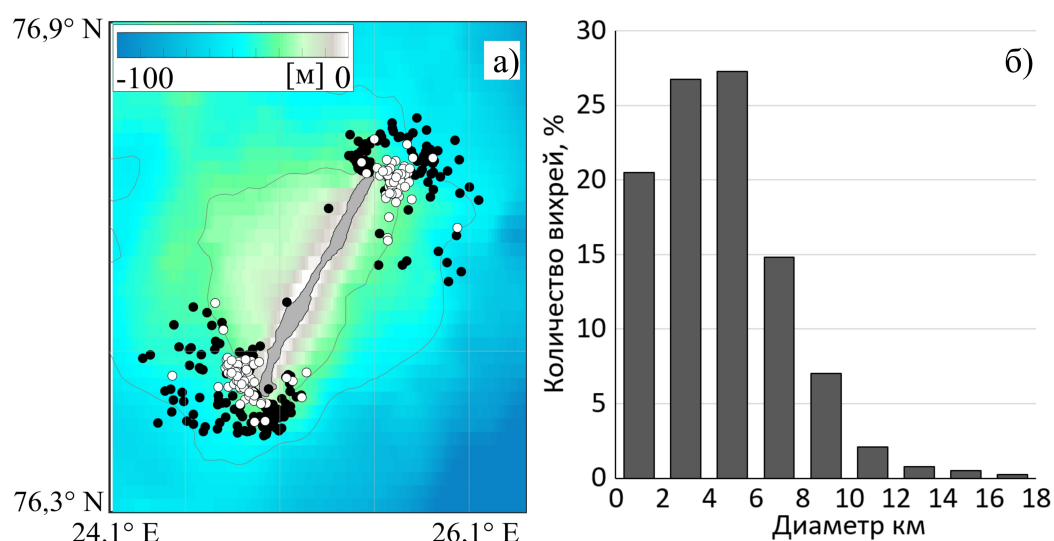 76,9° N
-100 [м] 0
а)
76,3° N
24,1° E 26,1° E
б)
Количество вихрей, %
30
25
20
15
10
5
0
0 2 4 6 8 10 12 14 16 18
Диаметр км